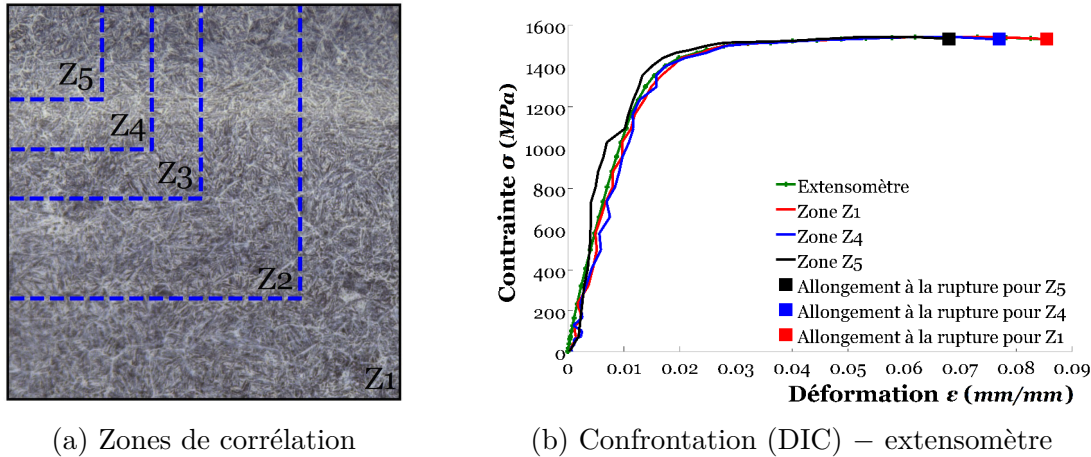 Z5
Z4
Z3
Z2
Z1
(a) Zones de corrélation
Contrainte σ (MPa)
1600
1400
1200
1000
800
600
400
200
0
0 0.01 0.02 0.03 0.04 0.05 0.06 0.07 0.08 0.09
Déformation ε (mm/mm)
Extensomètre
Zone Z1
Zone Z4
Zone Z5
Allongement à la rupture pour Z5
Allongement à la rupture pour Z4
Allongement à la rupture pour Z1
(b) Confrontation (DIC) − extensomètre